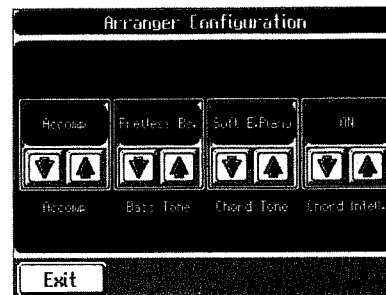 Arranger Configuration
Accomp Fretless Bs. Soft E.Piano ON
Accomp Bass Tone Chord Tone Chord Intell.
Exit